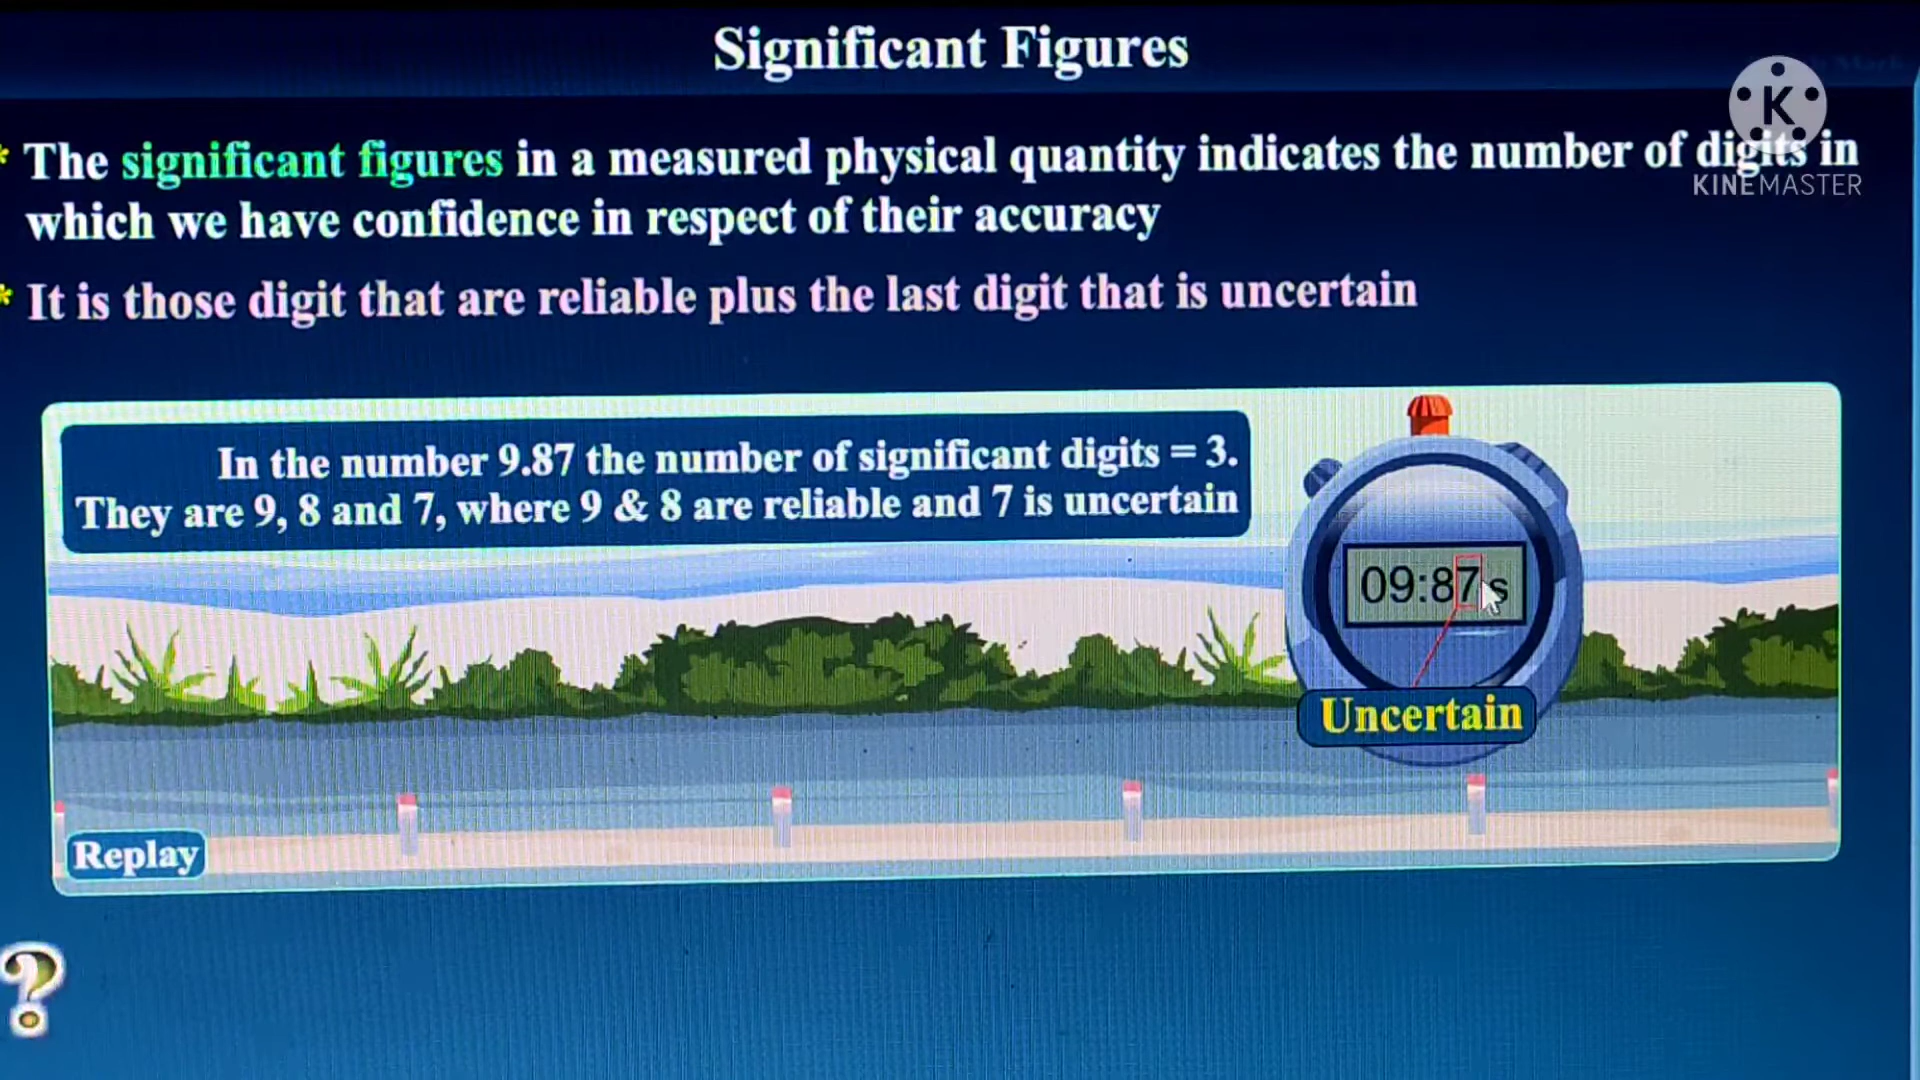 Significant Figures
K
KINEMASTER
* The significant figures in a measured physical quantity indicates the number of digits in
which we have confidence in respect of their accuracy
* It is those digit that are reliable plus the last digit that is uncertain
In the number 9.87 the number of significant digits = 3.
They are 9, 8 and 7, where 9 & 8 are reliable and 7 is uncertain
09:87 s
Uncertain
Replay
?